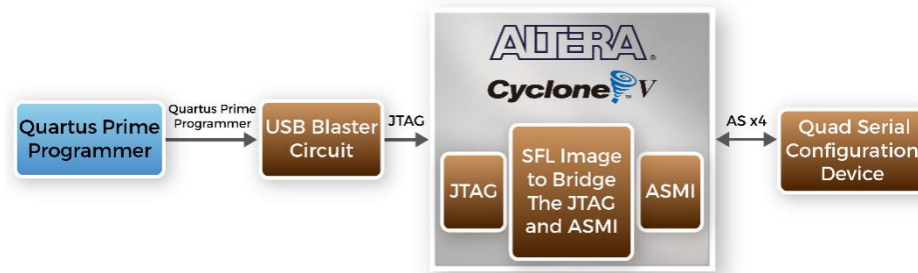 ALTERA®
Cyclone™ V
Quartus Prime
Programmer
Quartus Prime
Programmer
USB Blaster
Circuit
JTAG
JTAG
SFL Image
to Bridge
The JTAG
and ASMI
ASMI
AS x4
Quad Serial
Configuration
Device